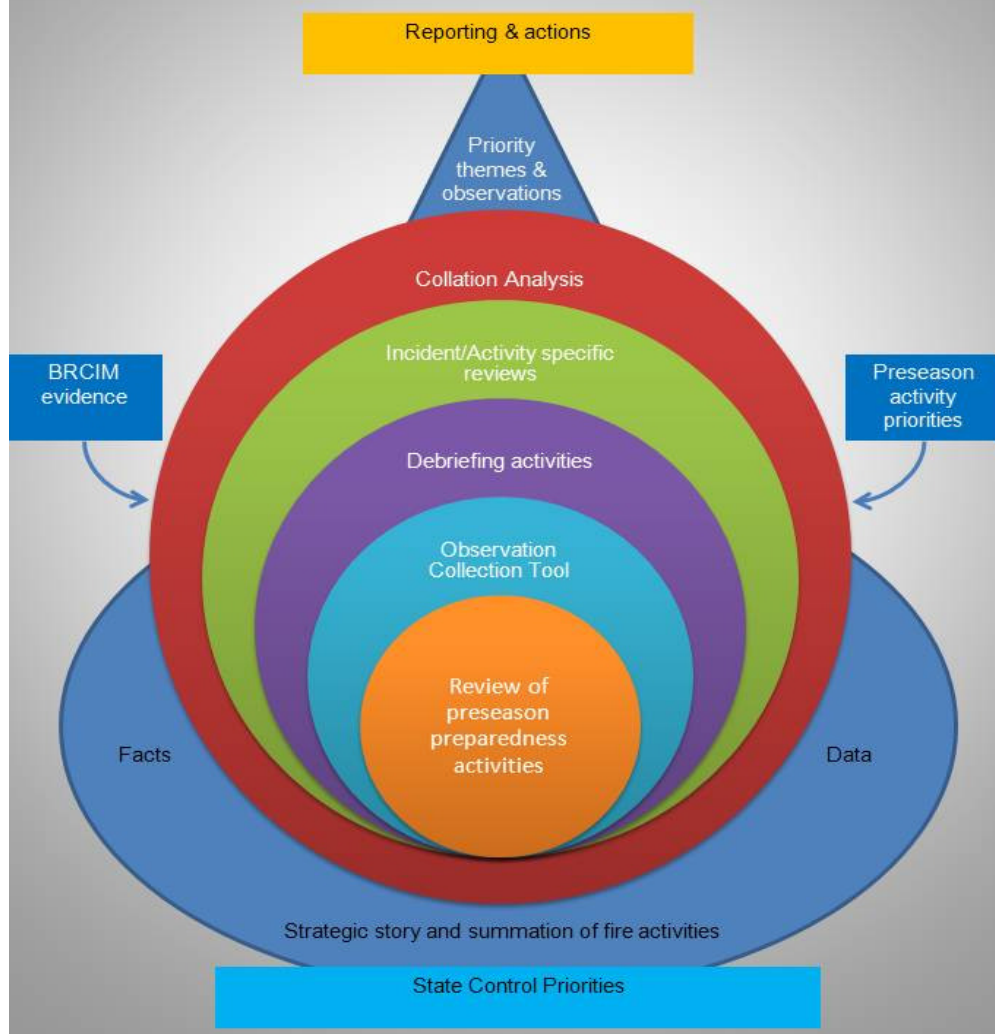 Reporting & actions
Priority
themes &
observations
Collation Analysis
Incident/Activity specific
reviews
BRCIM
evidence
Preseason
activity
priorities
Debriefing activities
Observation
Collection Tool
Review of
preseason
preparedness
activities
Facts
Data
Strategic story and summation of fire activities
State Control Priorities